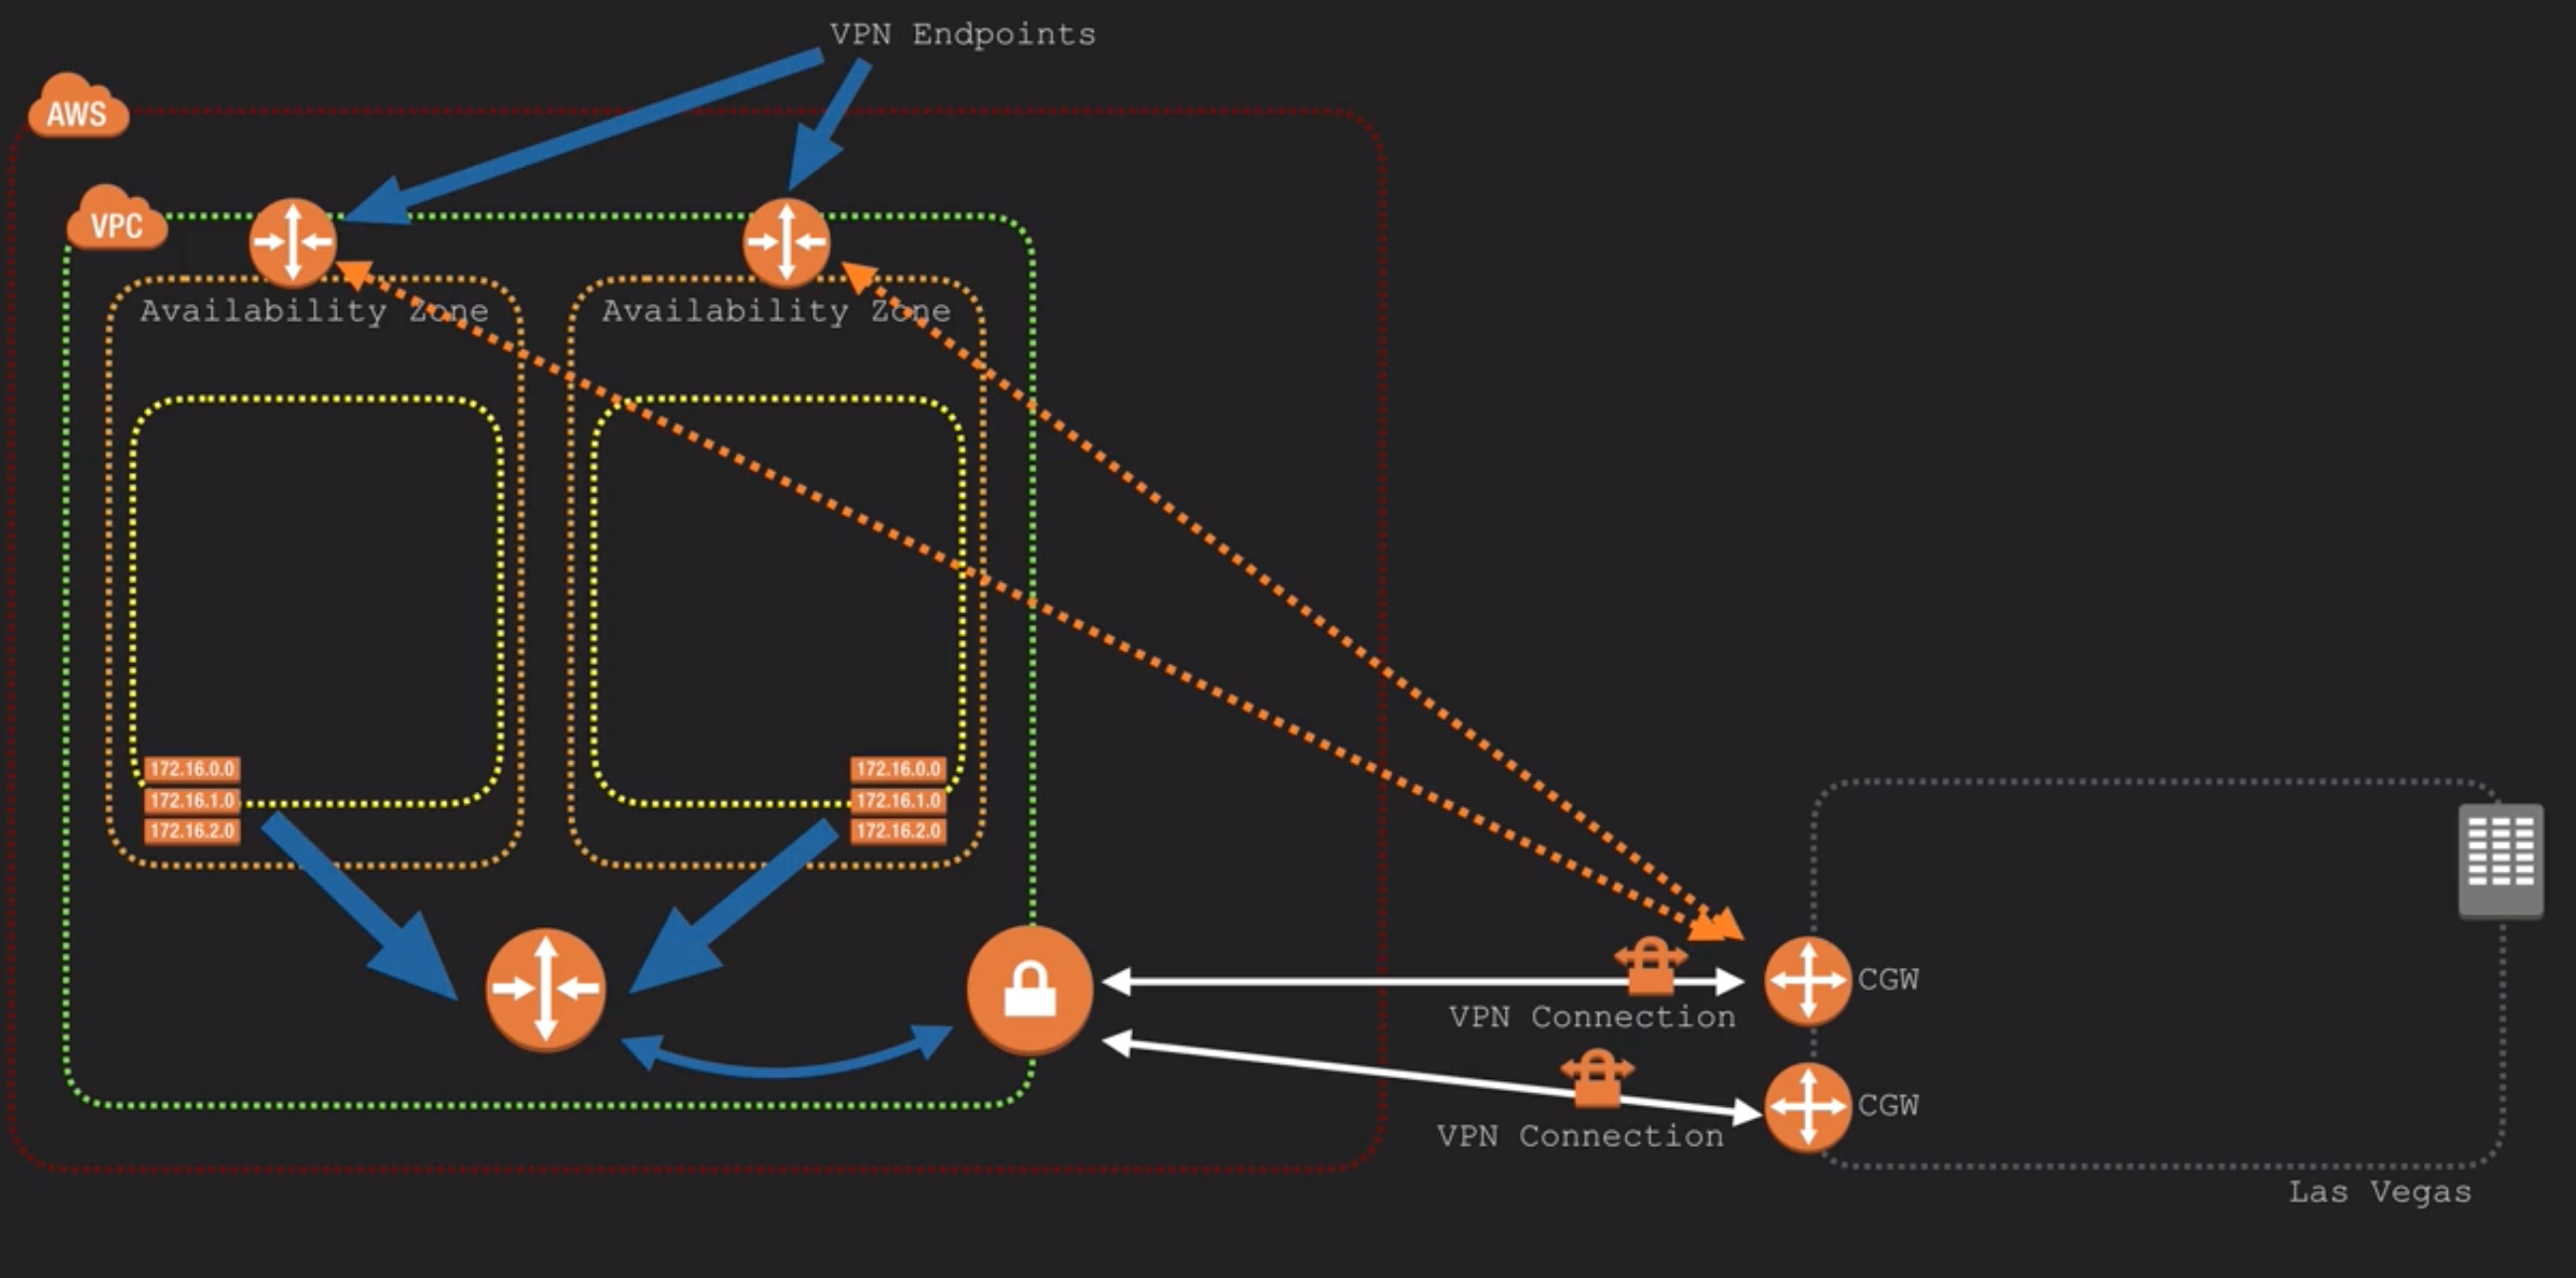 VPN Endpoints
AWS
VPC
Availability Zone
Availability Zone
172.16.0.0
172.16.1.0
172.16.2.0
172.16.0.0
172.16.1.0
172.16.2.0
CGW
VPN Connection
CGW
VPN Connection
Las Vegas